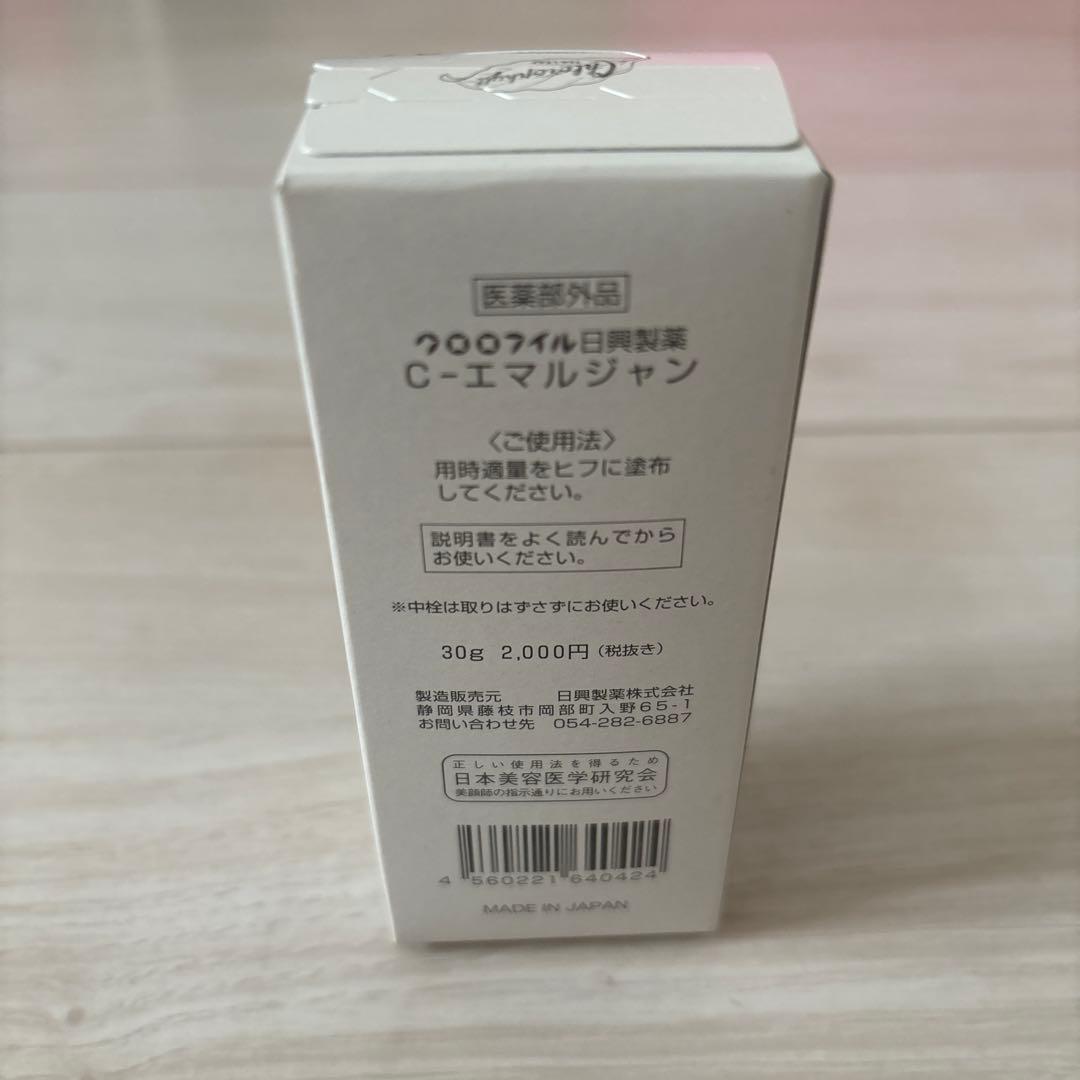 Chlorophyll
医薬部外品
クロロフイル日興製薬
C-エマルジャン
〈ご使用法〉
用時適量をヒフに塗布
してください。
説明書をよく読んでから
お使いください。
※中栓は取りはずさずにお使いください。
30g 2,000円（税抜き）
製造販売元 日興製薬株式会社
静岡県藤枝市岡部町入野65-1
お問い合わせ先 054-282-6887
正しい使用法を得るため
日本美容医学研究会
美顔師の指示通りにお用いください
4 560221 640424
MADE IN JAPAN